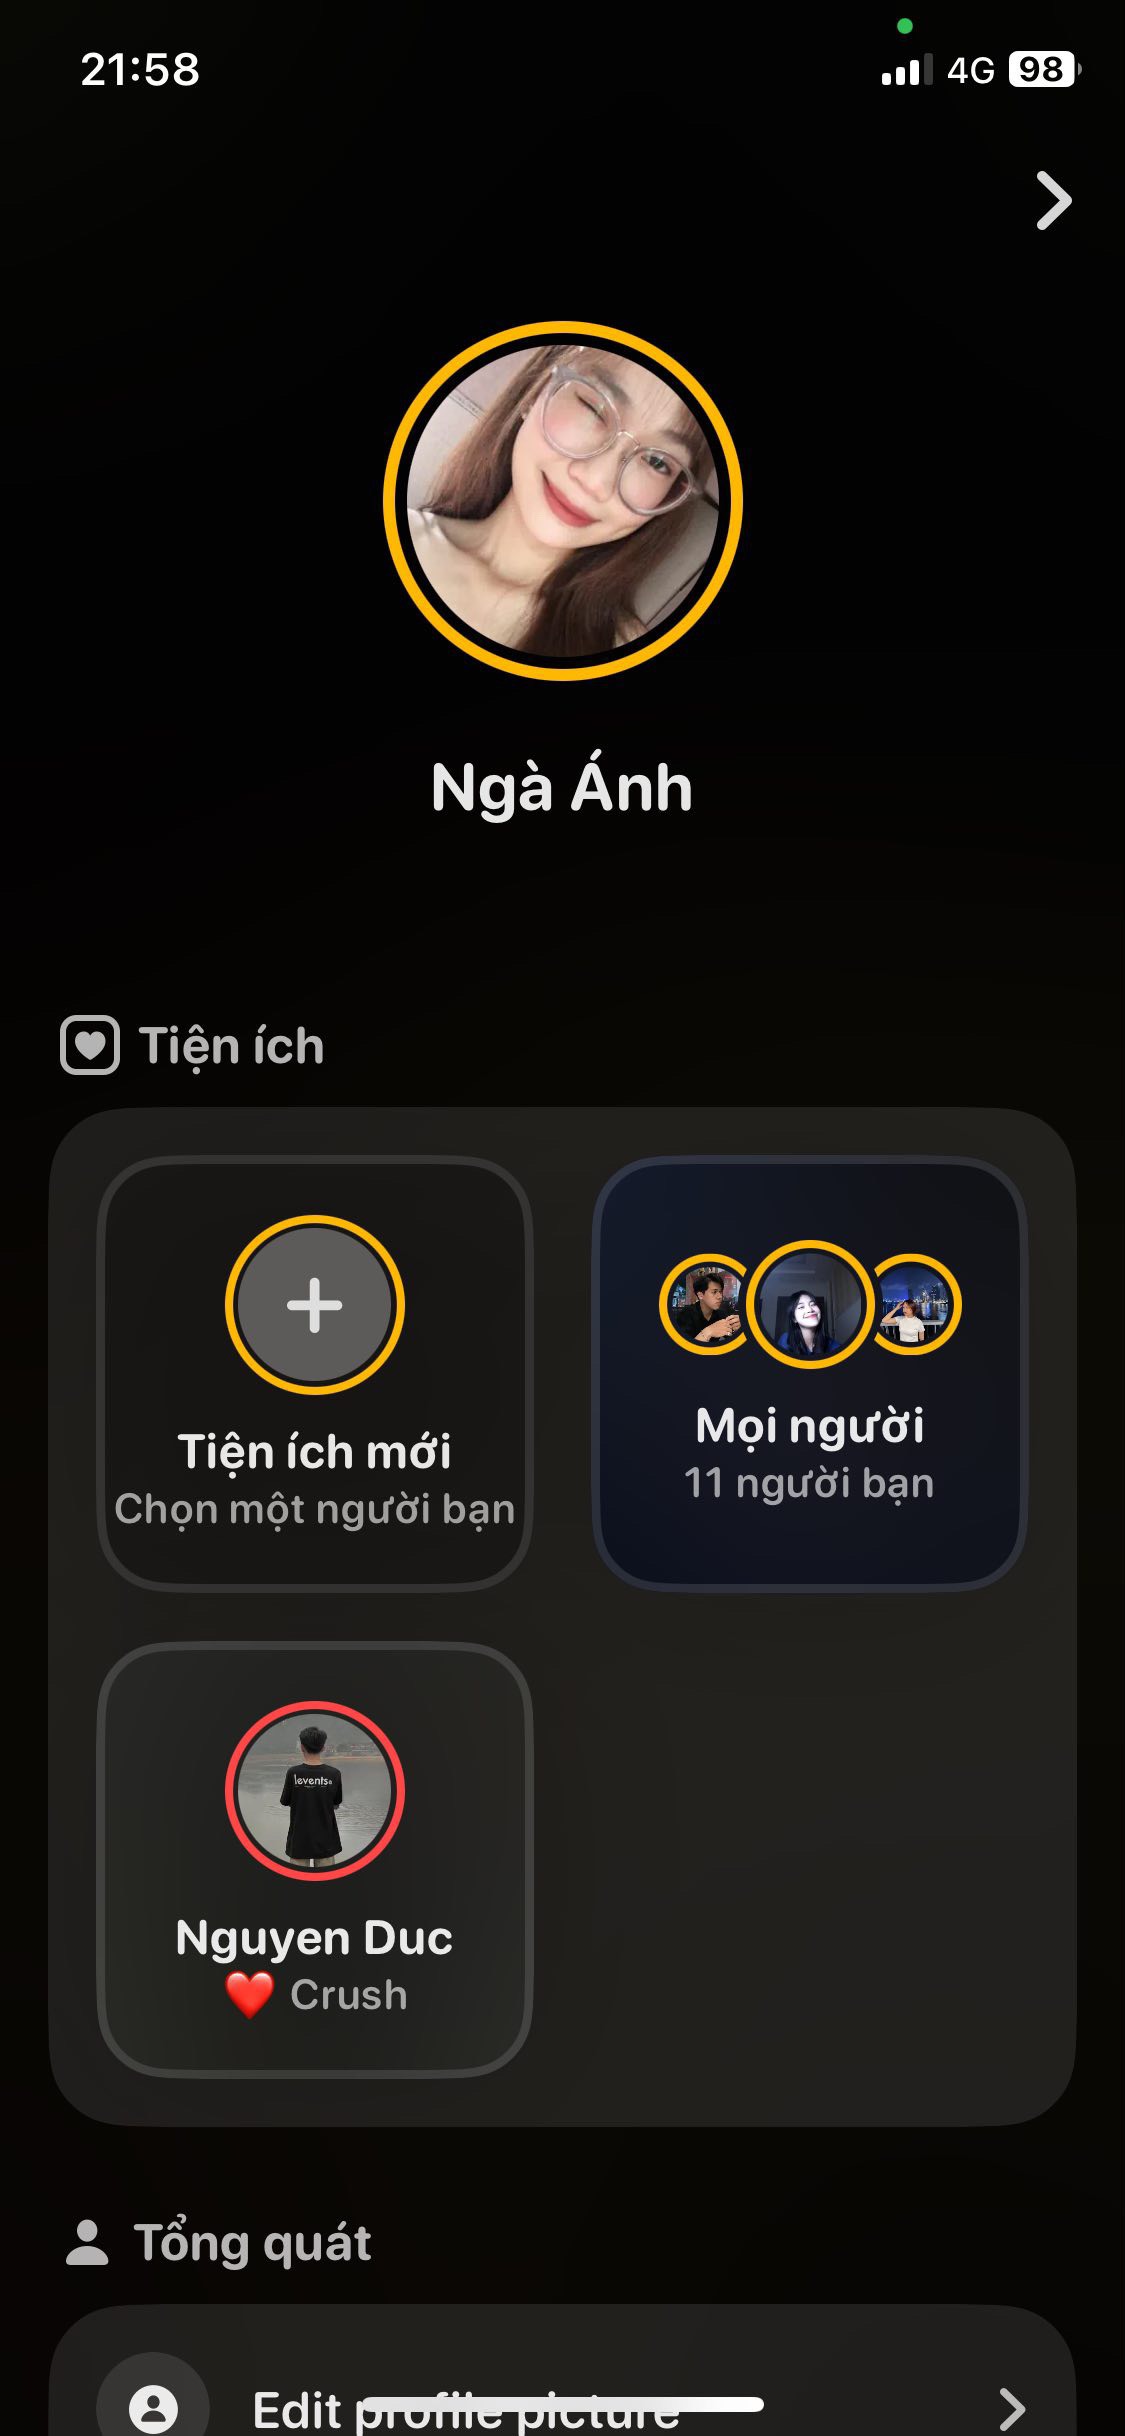 21:58
4G 98
Ngà Ánh
Tiện ích
Tiện ích mới
Chọn một người bạn
Mọi người
11 người bạn
levents
Nguyen Duc
❤️ Crush
Tổng quát
Edit profile picture